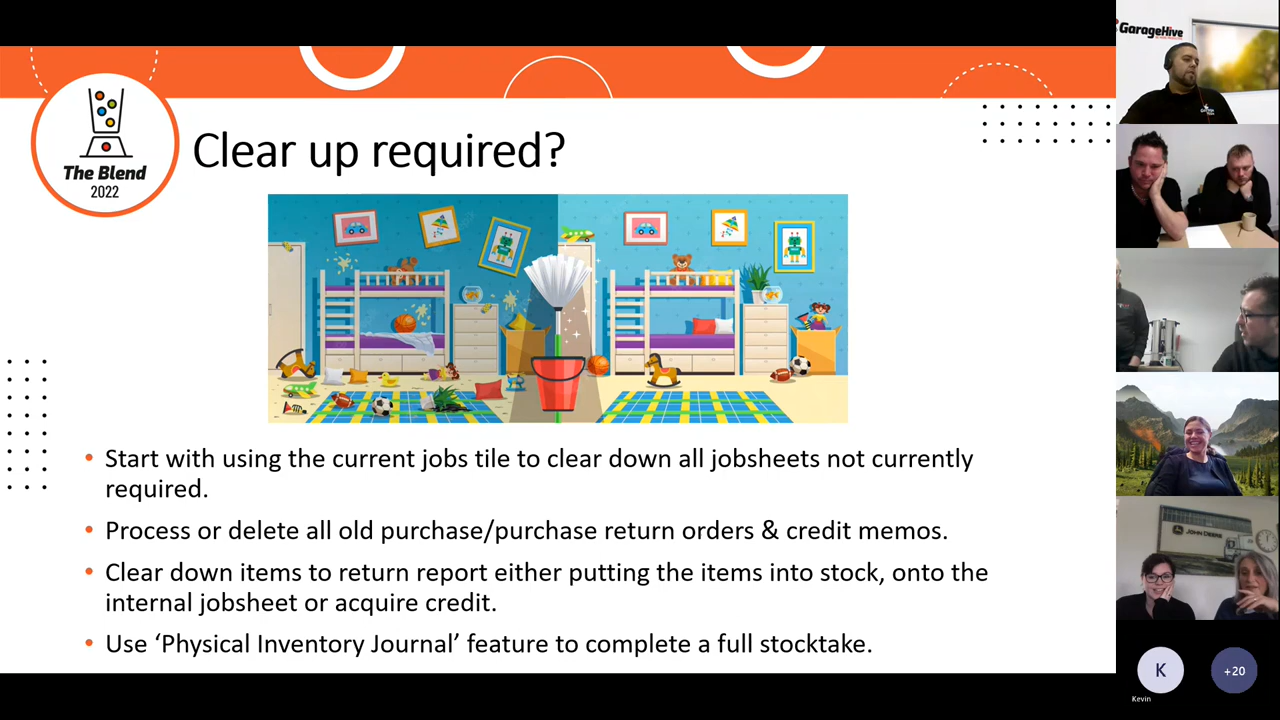 The Blend
2022
Clear up required?
• Start with using the current jobs tile to clear down all jobsheets not currently
required.
• Process or delete all old purchase/purchase return orders & credit memos.
• Clear down items to return report either putting the items into stock, onto the
internal jobsheet or acquire credit.
• Use ‘Physical Inventory Journal’ feature to complete a full stocktake.
GarageHive
JOHN DEERE
K
+20
Kevin